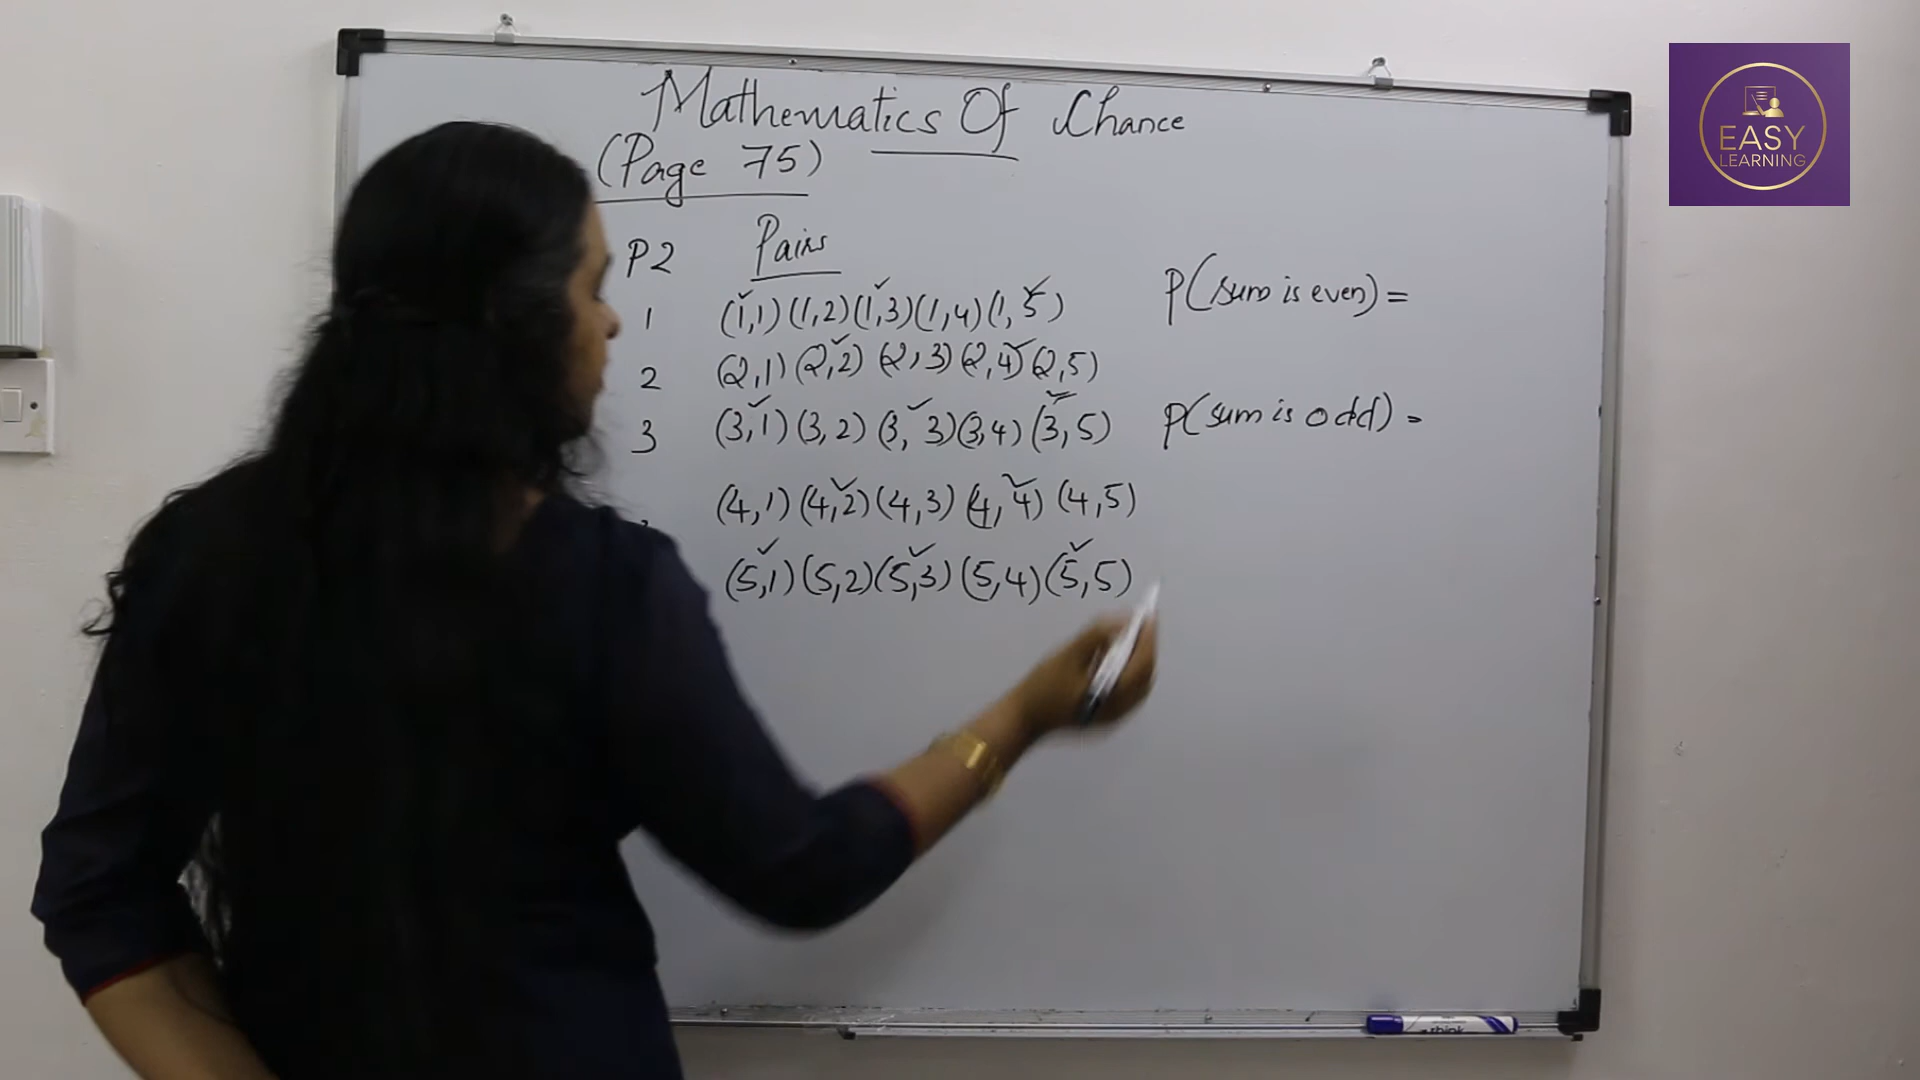 Mathematics Of Chance
(Page 75)
P2 Pairs
1 (1,1) (1,2) (1,3) (1,4) (1,5)
2 (2,1) (2,2) (2,3) (2,4) (2,5)
3 (3,1) (3,2) (3,3) (3,4) (3,5)
(4,1) (4,2) (4,3) (4,4) (4,5)
(5,1) (5,2) (5,3) (5,4) (5,5)
P(sum is even) =
P(sum is odd) =
EASY
LEARNING